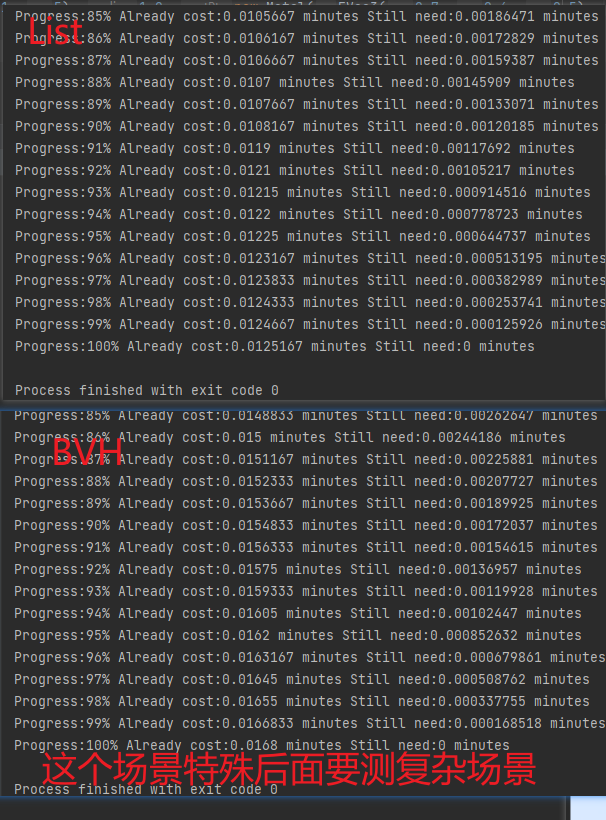 Progress:85% Already cost:0.0105667 minutes Still need:0.00186471 minutes
List
Progress:86% Already cost:0.0106167 minutes Still need:0.00172829 minutes
Progress:87% Already cost:0.0106667 minutes Still need:0.00159387 minutes
Progress:88% Already cost:0.0107 minutes Still need:0.00145909 minutes
Progress:89% Already cost:0.0107667 minutes Still need:0.00133071 minutes
Progress:90% Already cost:0.0108167 minutes Still need:0.00120185 minutes
Progress:91% Already cost:0.0119 minutes Still need:0.00117692 minutes
Progress:92% Already cost:0.0121 minutes Still need:0.00105217 minutes
Progress:93% Already cost:0.01215 minutes Still need:0.000914516 minutes
Progress:94% Already cost:0.0122 minutes Still need:0.000778723 minutes
Progress:95% Already cost:0.01225 minutes Still need:0.000644737 minutes
Progress:96% Already cost:0.0123167 minutes Still need:0.000513195 minutes
Progress:97% Already cost:0.0123833 minutes Still need:0.000382989 minutes
Progress:98% Already cost:0.0124333 minutes Still need:0.000253741 minutes
Progress:99% Already cost:0.0124667 minutes Still need:0.000125926 minutes
Progress:100% Already cost:0.0125167 minutes Still need:0 minutes
Process finished with exit code 0
Progress:85% Already cost:0.0148833 minutes Still need:0.00262647 minutes
Progress:86% Already cost:0.015 minutes Still need:0.00244186 minutes
BVH
Progress:87% Already cost:0.0151167 minutes Still need:0.00225881 minutes
Progress:88% Already cost:0.0152333 minutes Still need:0.00207727 minutes
Progress:89% Already cost:0.0153667 minutes Still need:0.00189925 minutes
Progress:90% Already cost:0.0154833 minutes Still need:0.00172037 minutes
Progress:91% Already cost:0.0156333 minutes Still need:0.00154615 minutes
Progress:92% Already cost:0.01575 minutes Still need:0.00136957 minutes
Progress:93% Already cost:0.0159333 minutes Still need:0.00119928 minutes
Progress:94% Already cost:0.01605 minutes Still need:0.00102447 minutes
Progress:95% Already cost:0.0162 minutes Still need:0.000852632 minutes
Progress:96% Already cost:0.0163167 minutes Still need:0.000679861 minutes
Progress:97% Already cost:0.01645 minutes Still need:0.000508762 minutes
Progress:98% Already cost:0.01655 minutes Still need:0.000337755 minutes
Progress:99% Already cost:0.0166833 minutes Still need:0.000168518 minutes
Progress:100% Already cost:0.0168 minutes Still need:0 minutes
这个场景特殊后面要测复杂场景
Process finished with exit code 0